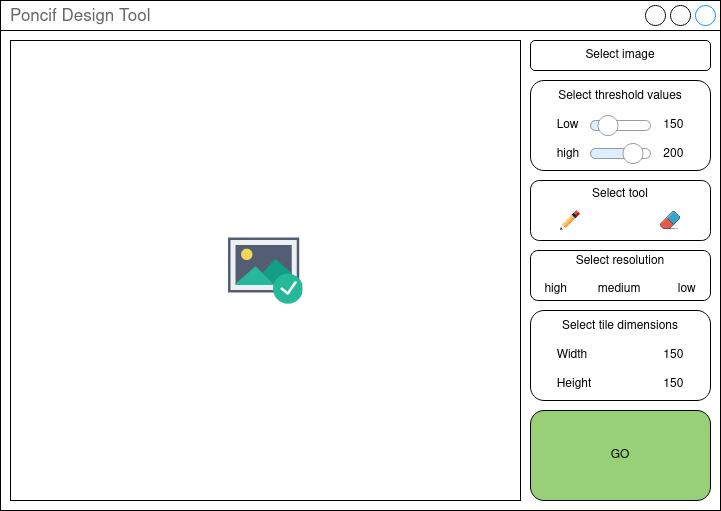 Poncif Design Tool
Select image
Select threshold values
Low 150
high 200
Select tool
Select resolution
high medium low
Select tile dimensions
Width 150
Height 150
GO